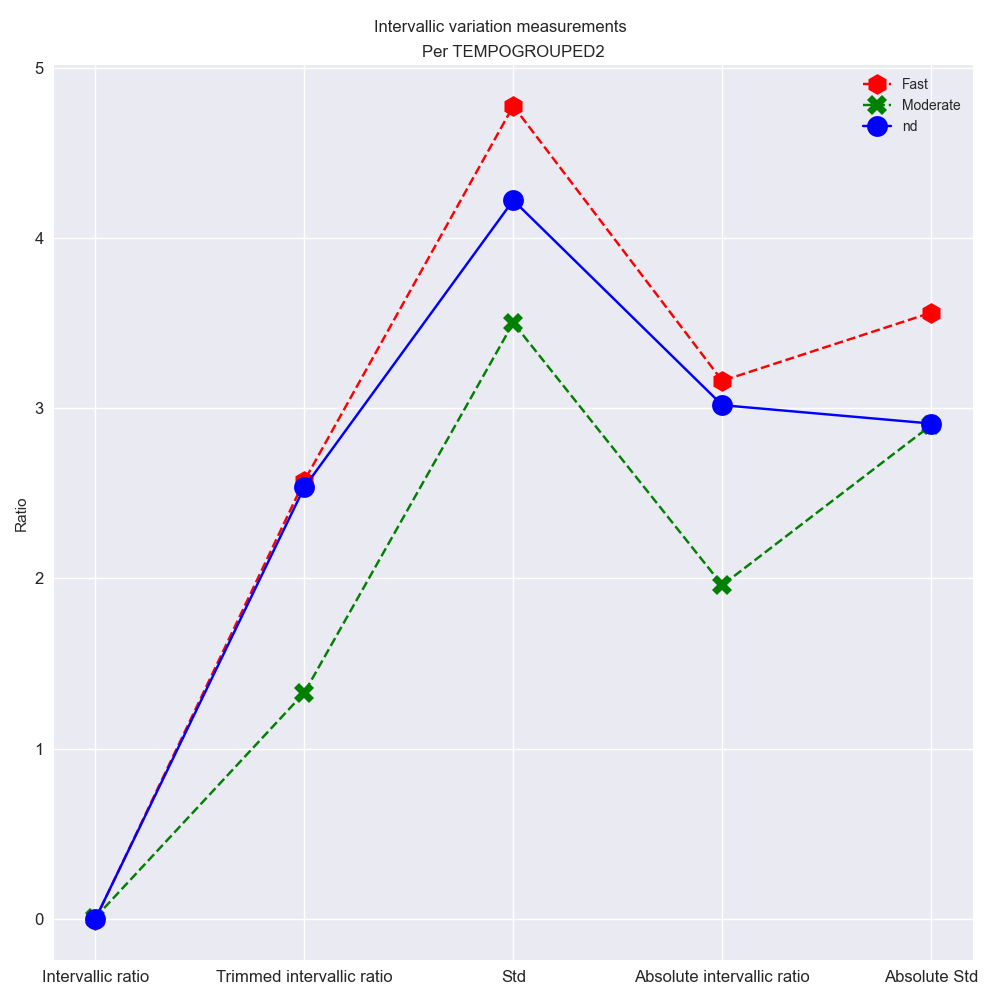 Intervallic variation measurements
Per TEMPOGROUPED2
Fast
Moderate
nd
5
4
3
2
1
0
Ratio
Intervallic ratio
Trimmed intervallic ratio
Std
Absolute intervallic ratio
Absolute Std